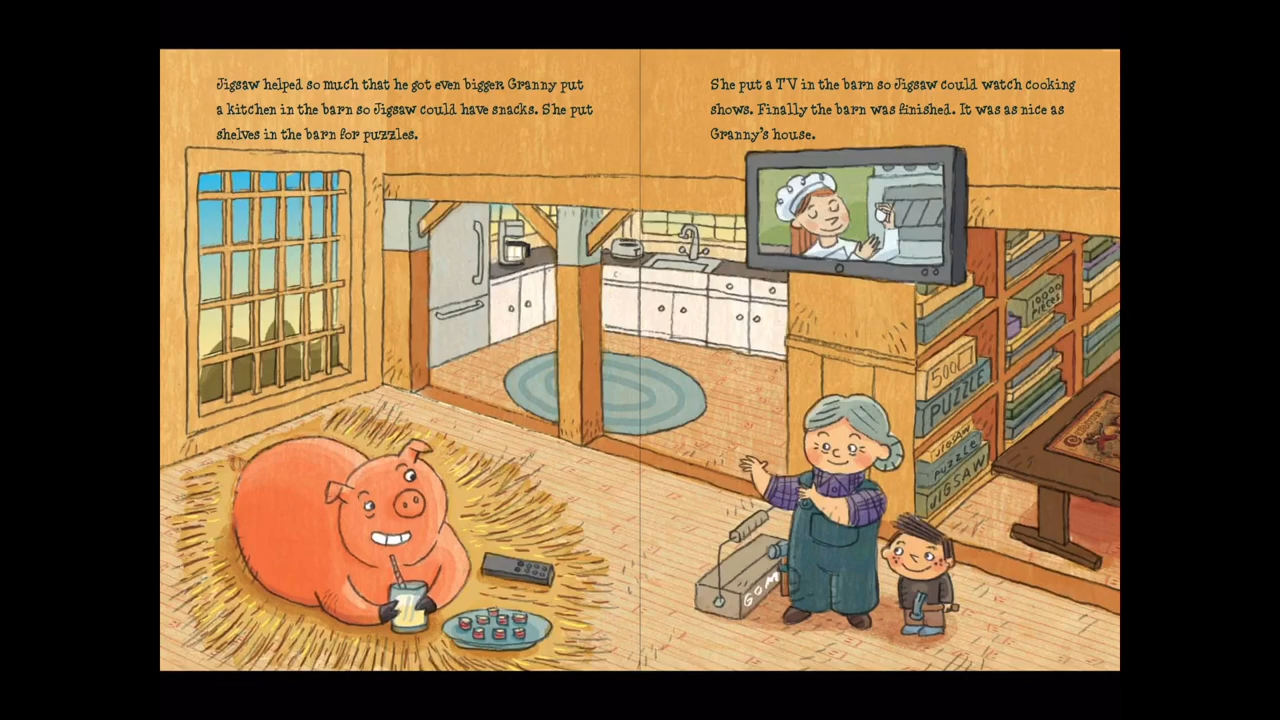 Jigsaw helped so much that he got even bigger. Granny put
a kitchen in the barn so Jigsaw could have snacks. She put
shelves in the barn for puzzles.
She put a TV in the barn so Jigsaw could watch cooking
shows. Finally the barn was finished. It was as nice as
Granny's house.
10,000
PIECES
500
PUZZLE
JIGSAW
PUZZLE
JIGSAW